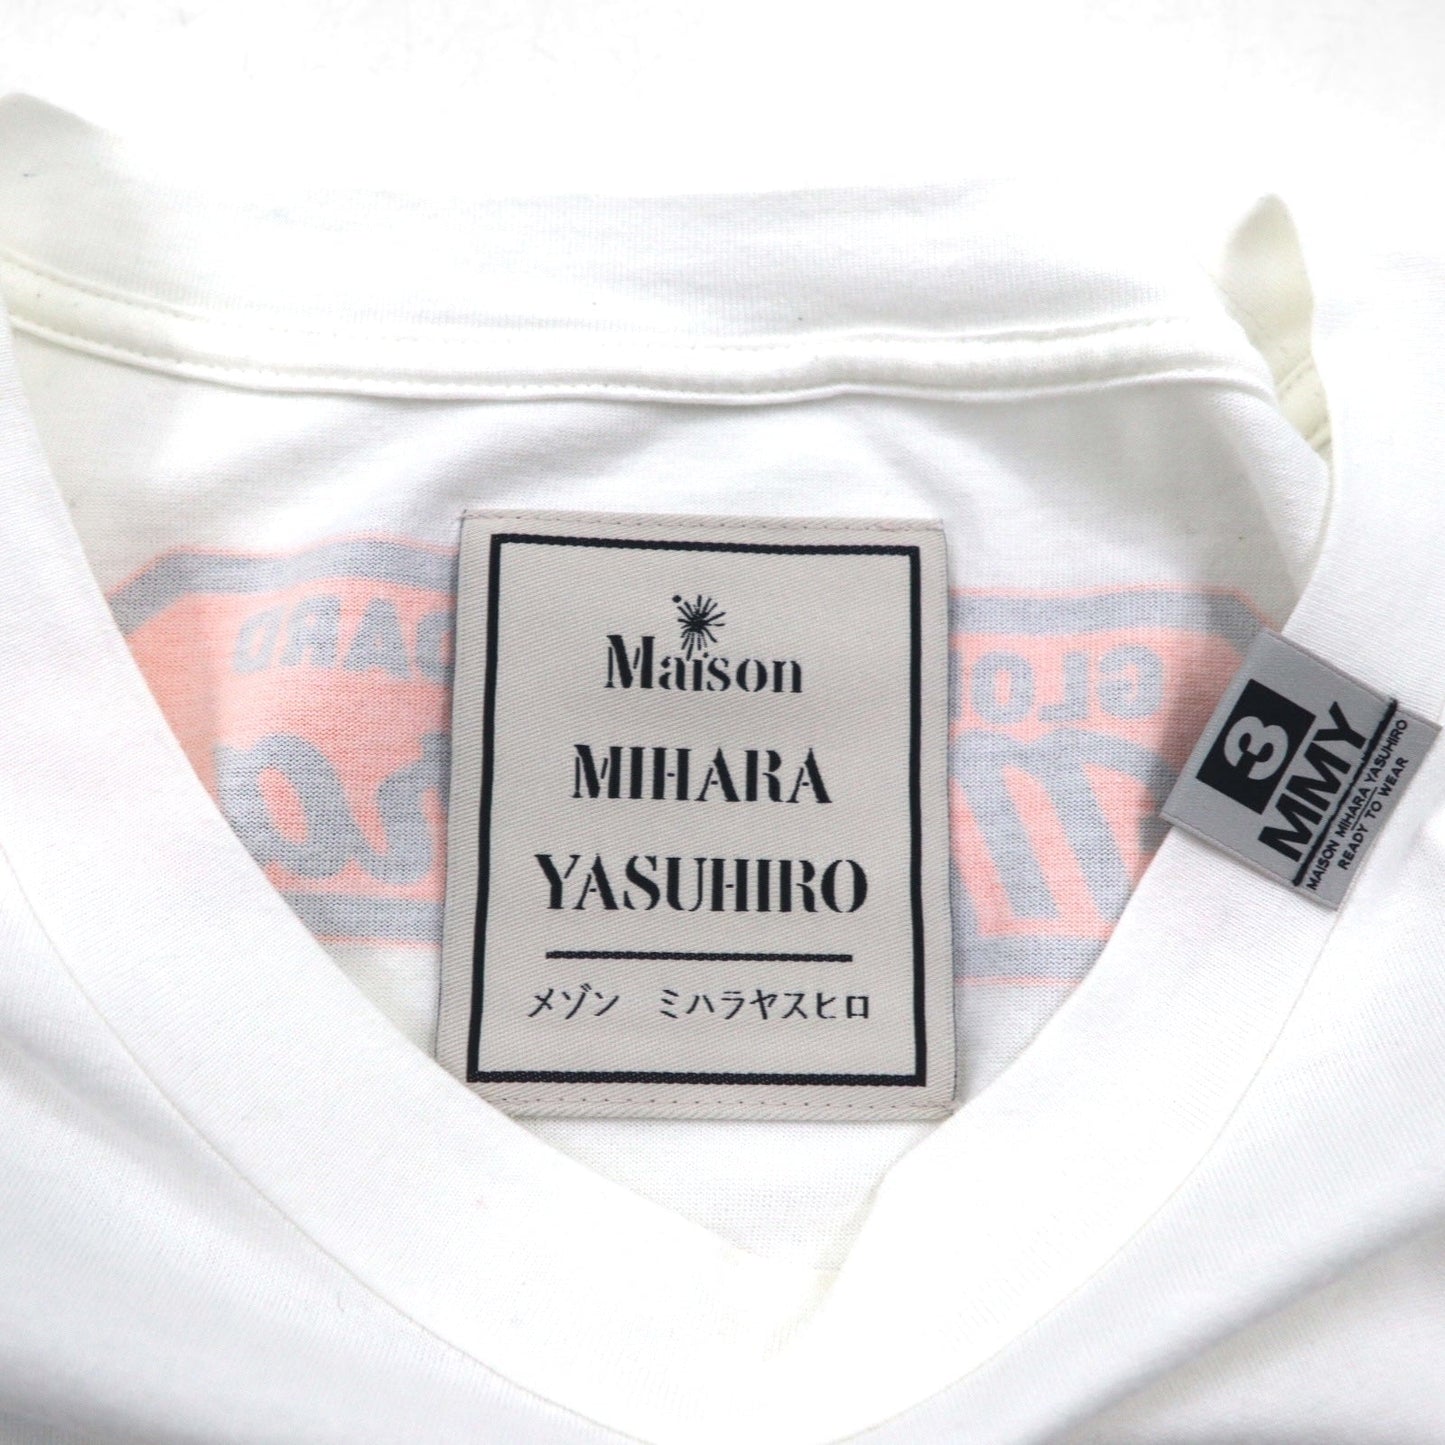 Maison
MIHARA
YASUHIRO
メゾン ミハラヤスヒロ
3
MMY
MAISON MIHARA YASUHIRO
READY TO WEAR